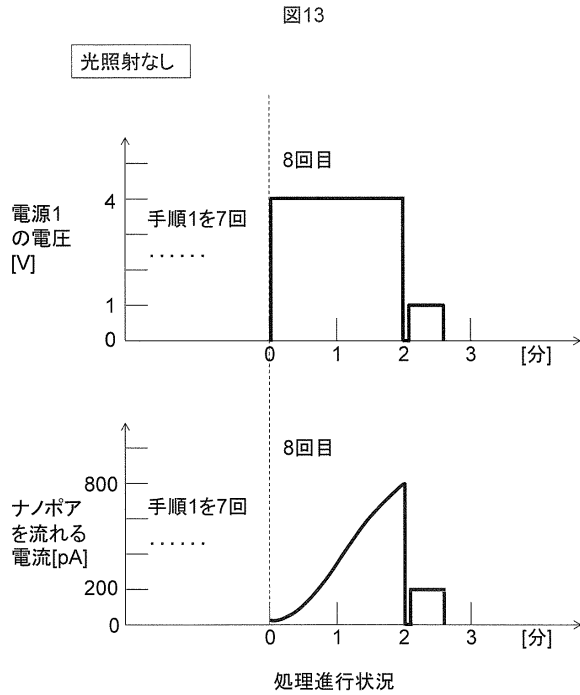 図13
光照射なし
8回目
電源1
の電圧
[V]
4
1
0
手順1を7回
······
0
1
2
3
[分]
8回目
ナノポア
を流れる
電流[pA]
800
200
0
手順1を7回
······
0
1
2
3
[分]
処理進行状況